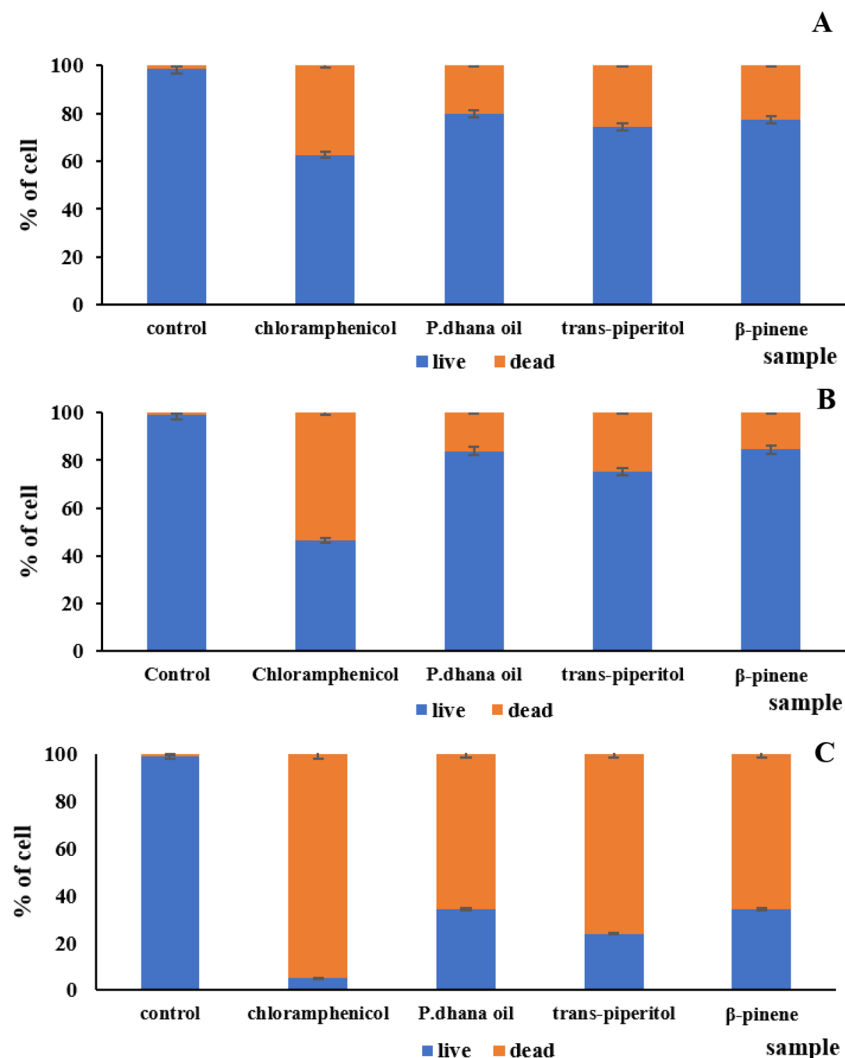 A
100
80
60
40
20
0
% of cell
control chloramphenicol P.dhana oil trans-piperitol β-pinene
sample
live dead
B
100
80
60
40
20
0
% of cell
Control Chloramphenicol P.dhana oil trans-piperitol β-pinene
sample
live dead
C
100
80
60
40
20
0
% of cell
control chloramphenicol P.dhana oil trans-piperitol β-pinene
sample
live dead